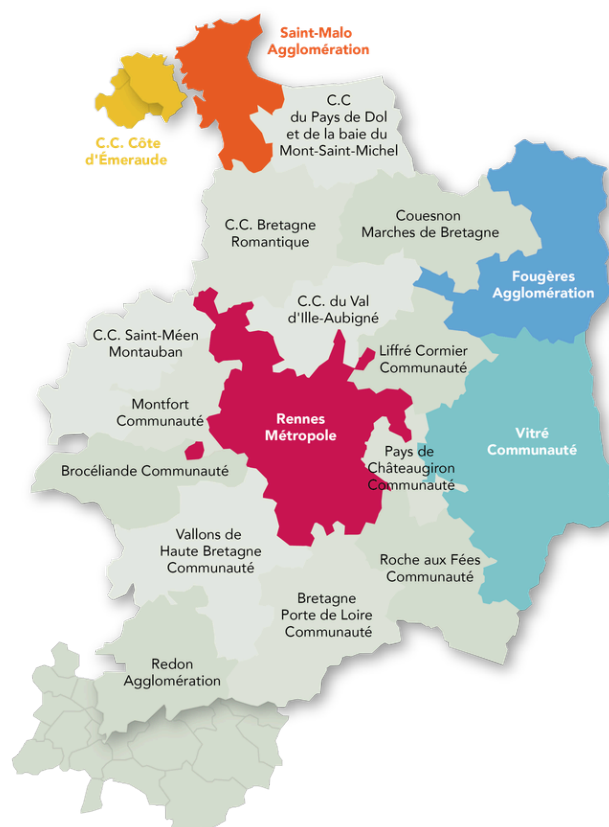 Saint-Malo
Agglomération
C.C. Côte
d'Émeraude
C.C
du Pays de Dol
et de la baie du
Mont-Saint-Michel
C.C. Bretagne
Romantique
Couesnon
Marches de Bretagne
Fougères
Agglomération
C.C. du Val
d'Ille-Aubigné
C.C. Saint-Méen
Montauban
Liffré Cormier
Communauté
Montfort
Communauté
Rennes
Métropole
Vitré
Communauté
Pays de
Châteaugiron
Communauté
Brocéliande Communauté
Vallons de
Haute Bretagne
Communauté
Roche aux Fées
Communauté
Bretagne
Porte de Loire
Communauté
Redon
Agglomération